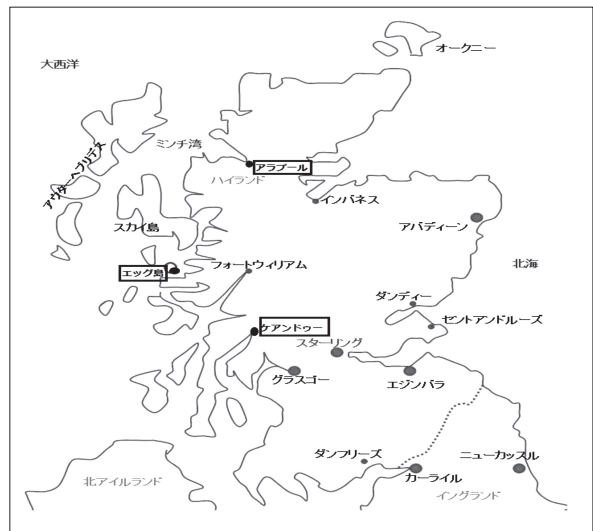 オークニー
大西洋
ミンチ湾
アウターヘブリデス
アラプール
ハイランド
インバネス
スカイ島
アバディーン
エッグ島
フォートウィリアム
北海
ダンディー
セントアンドルーズ
ケアンドゥー
スターリング
グラスゴー
エジンバラ
ダンフリーズ
ニューカッスル
カーライル
北アイルランド
イングランド